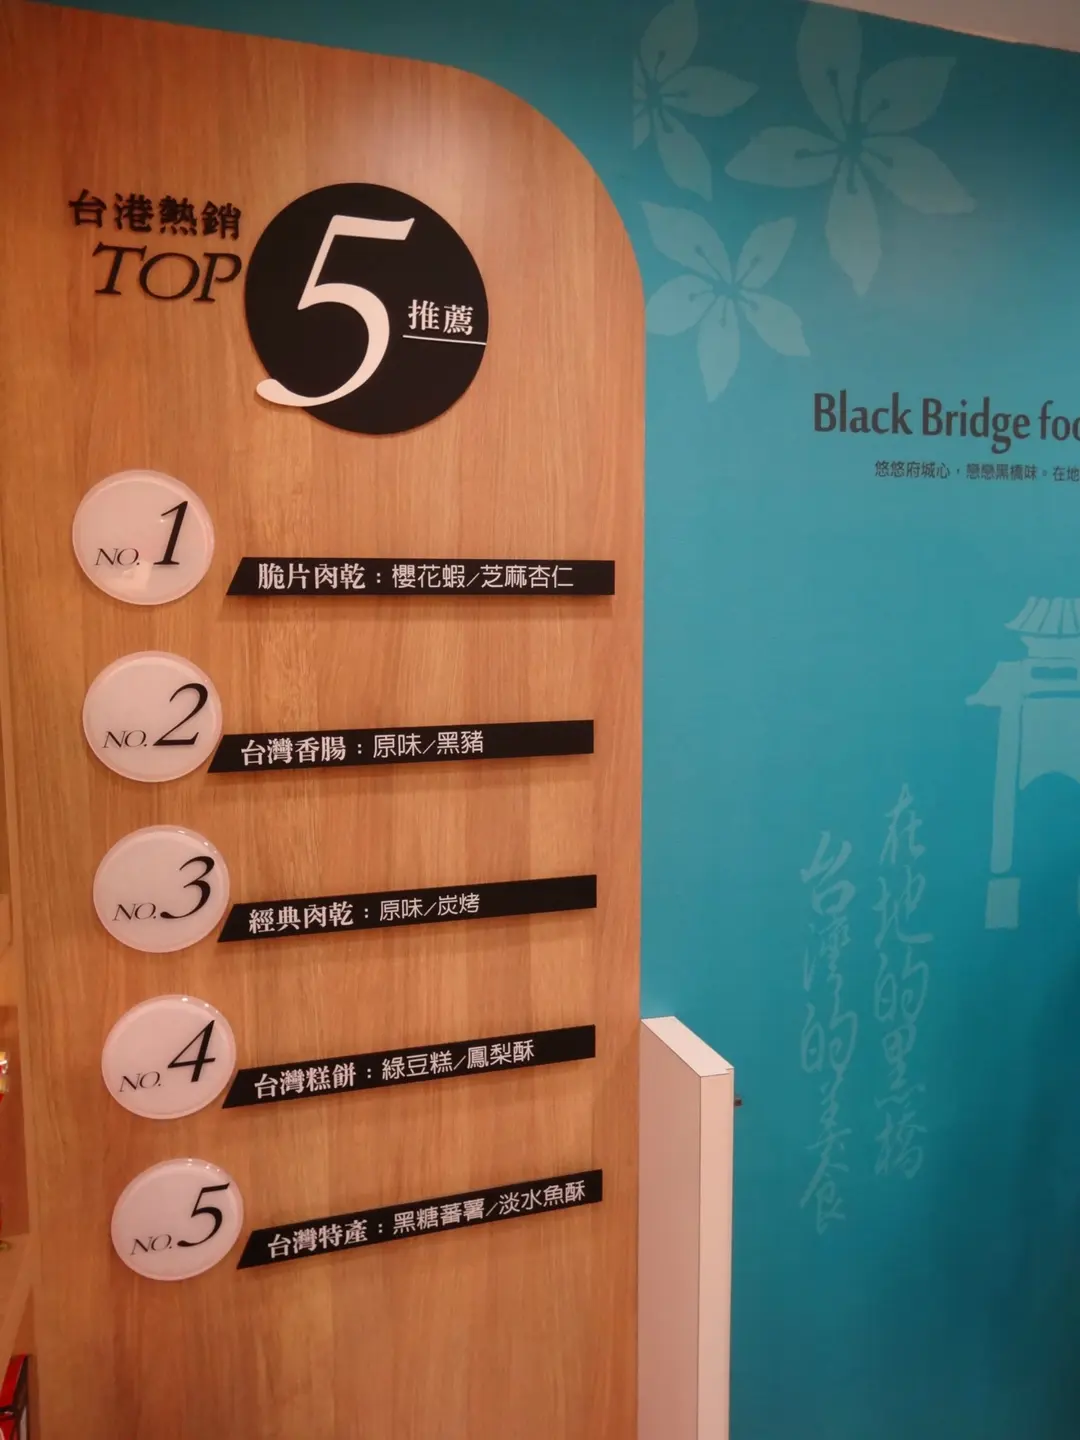 台港熱銷
TOP
5
推薦
NO. 1
脆片肉乾：櫻花蝦／芝麻杏仁
NO. 2
台灣香腸：原味／黑豬
NO. 3
經典肉乾：原味／炭烤
NO. 4
台灣糕餅：綠豆糕／鳳梨酥
NO. 5
台灣特產：黑糖蕃薯／淡水魚酥
Black Bridge foo
悠悠府城心，戀戀黑橋味。在地
在地的黑橋
台灣的美食